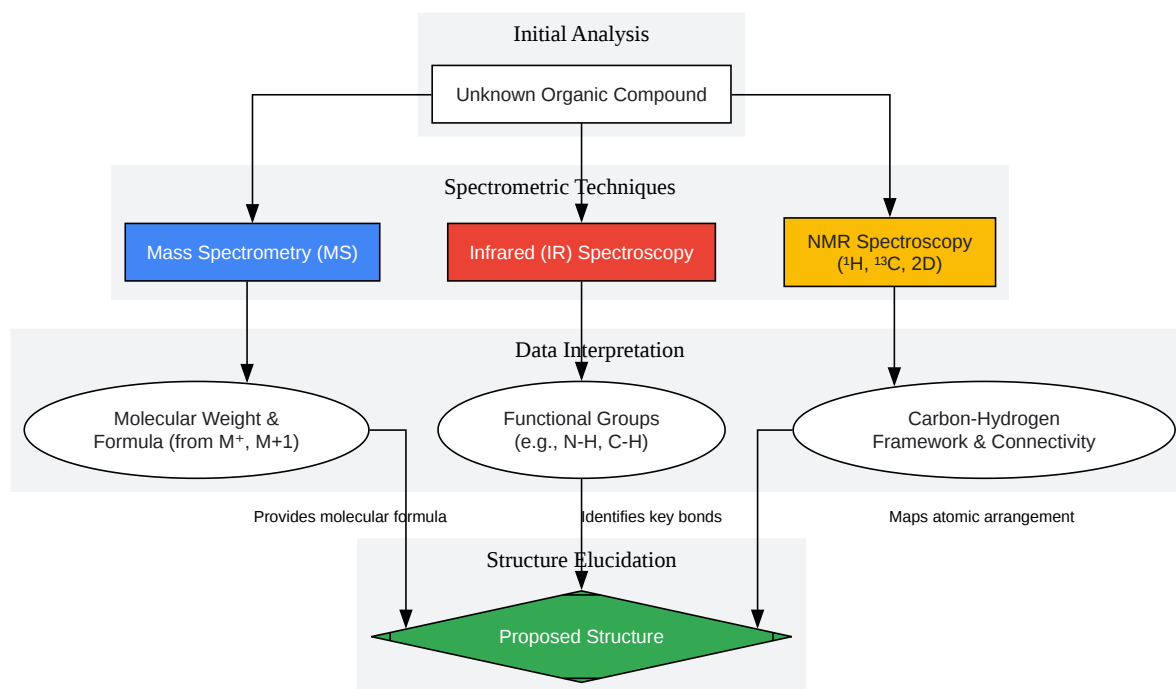 Initial Analysis
Unknown Organic Compound
Spectrometric Techniques
Mass Spectrometry (MS)
Infrared (IR) Spectroscopy
NMR Spectroscopy
(¹H, ¹³C, 2D)
Data Interpretation
Molecular Weight &
Formula (from M⁺, M+1)
Functional Groups
(e.g., N-H, C-H)
Carbon-Hydrogen
Framework & Connectivity
Provides molecular formula
Identifies key bonds
Maps atomic arrangement
Structure Elucidation
Proposed Structure